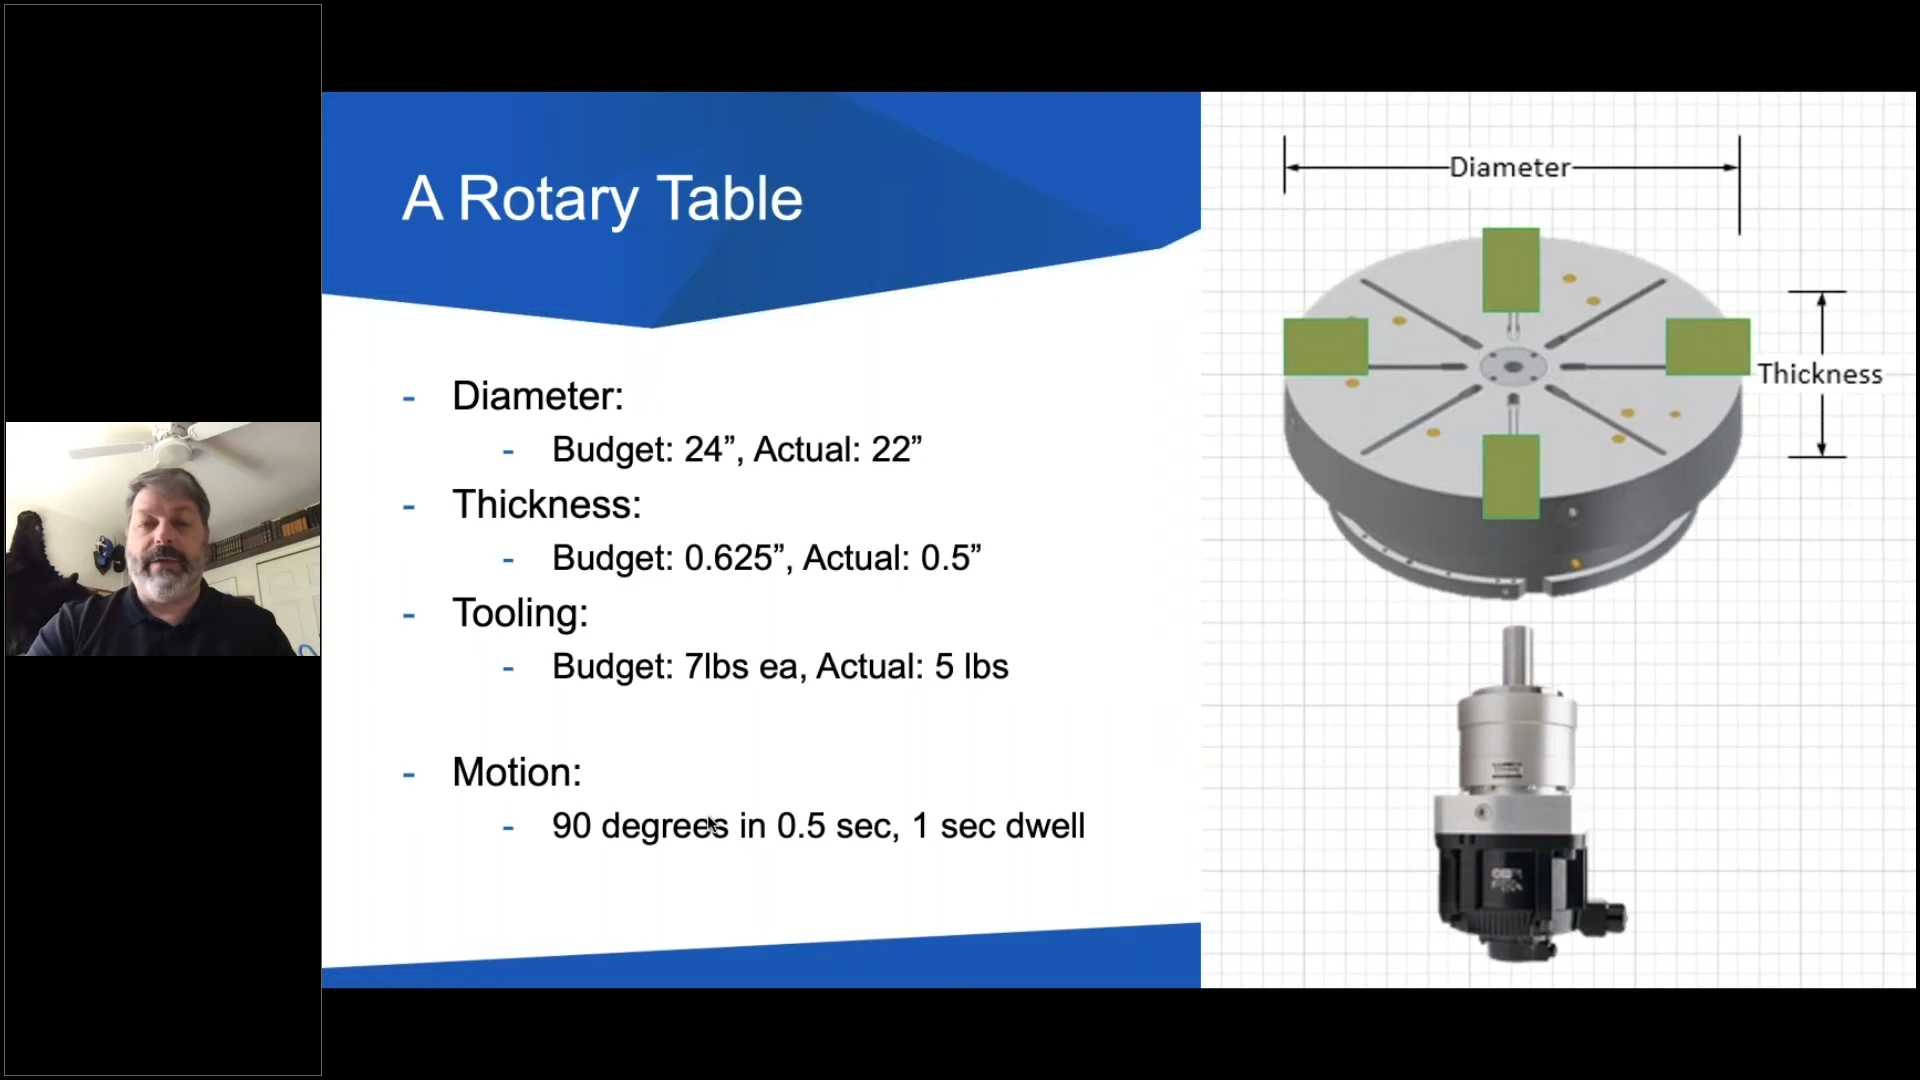 A Rotary Table
- Diameter:
- Budget: 24”, Actual: 22”
- Thickness:
- Budget: 0.625”, Actual: 0.5”
- Tooling:
- Budget: 7lbs ea, Actual: 5 lbs
- Motion:
- 90 degrees in 0.5 sec, 1 sec dwell
Diameter
Thickness